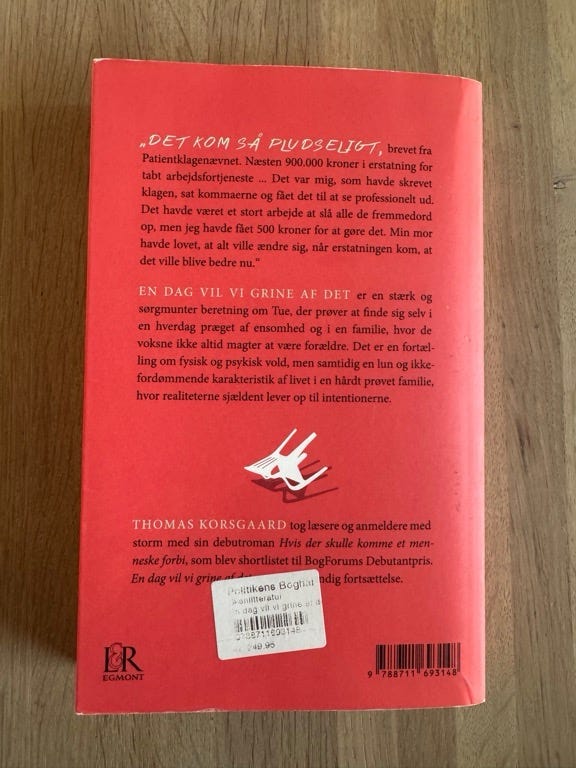 „DET KOM SÅ PLUDSELIGT, brevet fra
Patientklagenævnet. Næsten 900.000 kroner i erstatning for
tabt arbejdsfortjeneste ... Det var mig, som havde skrevet
klagen, sat kommaerne og fået det til at se professionelt ud.
Det havde været et stort arbejde at slå alle de fremmedord
op, men jeg havde fået 500 kroner for at gøre det. Min mor
havde lovet, at alt ville ændre sig, når erstatningen kom, at
det ville blive bedre nu.“
EN DAG VIL VI GRINE AF DET er en stærk og
sørgmunter beretning om Tue, der prøver at finde sig selv i
en hverdag præget af ensomhed og i en familie, hvor de
voksne ikke altid magter at være forældre. Det er en fortæl-
ling om fysisk og psykisk vold, men samtidig en lun og ikke-
fordømmende karakteristik af livet i en hårdt prøvet familie,
hvor realiteterne sjældent lever op til intentionerne.
THOMAS KORSGAARD tog læsere og anmeldere med
storm med sin debutroman Hvis der skulle komme et men-
neske forbi, som blev shortlistet til BogForums Debutantpris.
En dag vil vi grine af det fortsættelse.
Politikens Boghal
dag vil vi grine af d
9788711693148
249.95
L&R
EGMONT
9 788711 693148